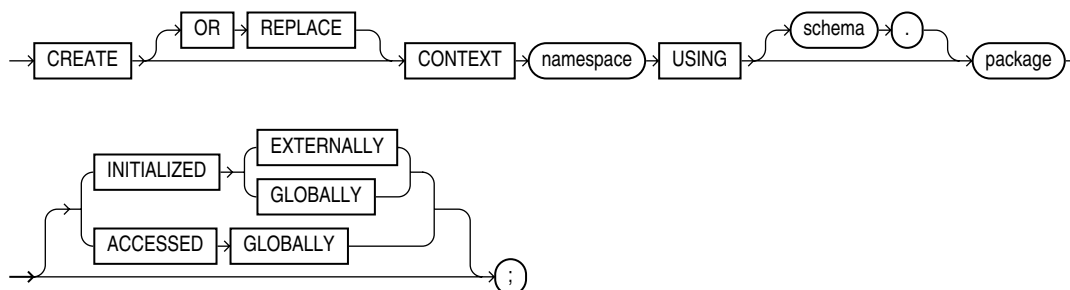 OR REPLACE schema .
CREATE CONTEXT namespace USING package
EXTERNALLY
INITIALIZED
GLOBALLY
ACCESSED GLOBALLY
;